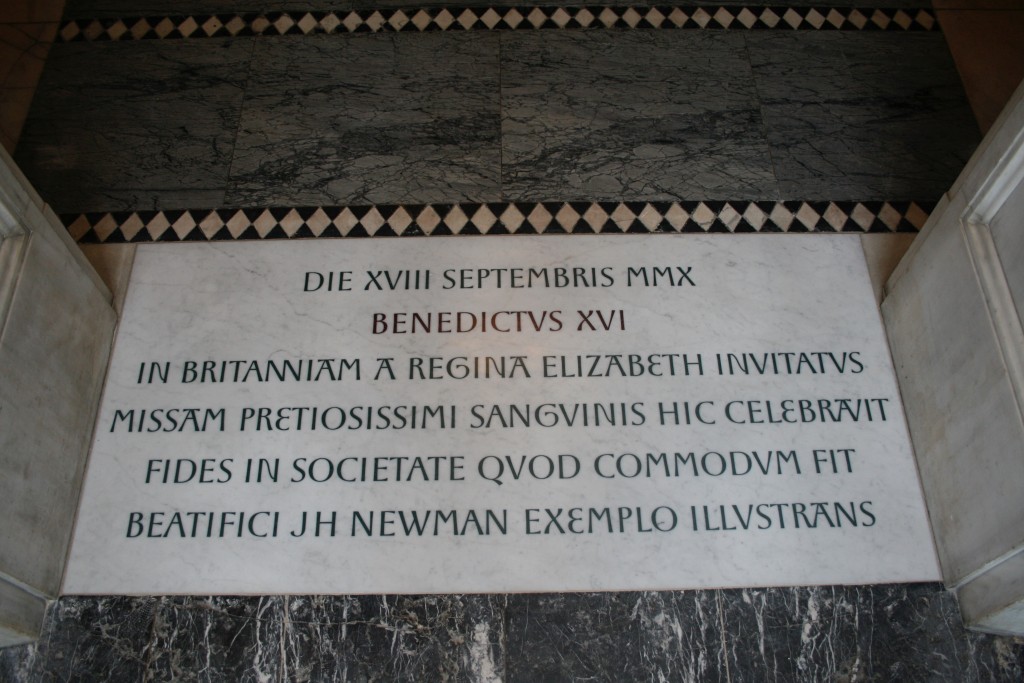 DIE XVIII SEPTEMBRIS MMX
BENEDICTVS XVI
IN BRITANNIAM A REGINA ELIZABETH INVITATVS
MISSAM PRETIOSISSIMI SANGVINIS HIC CELEBRAVIT
FIDES IN SOCIETATE QVOD COMMODVM FIT
BEATIFICI JH NEWMAN EXEMPLO ILLVSTRANS